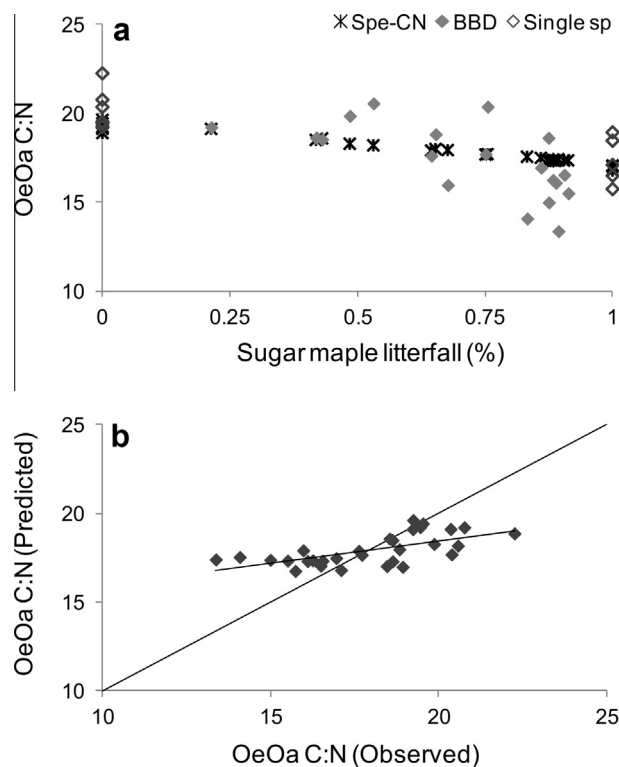 25
a
Spe-CN BBD Single sp
20
15
10
OeOa C:N
0 0.25 0.5 0.75 1
Sugar maple litterfall (%)
25
b
20
15
10
OeOa C:N (Predicted)
10 15 20 25
OeOa C:N (Observed)